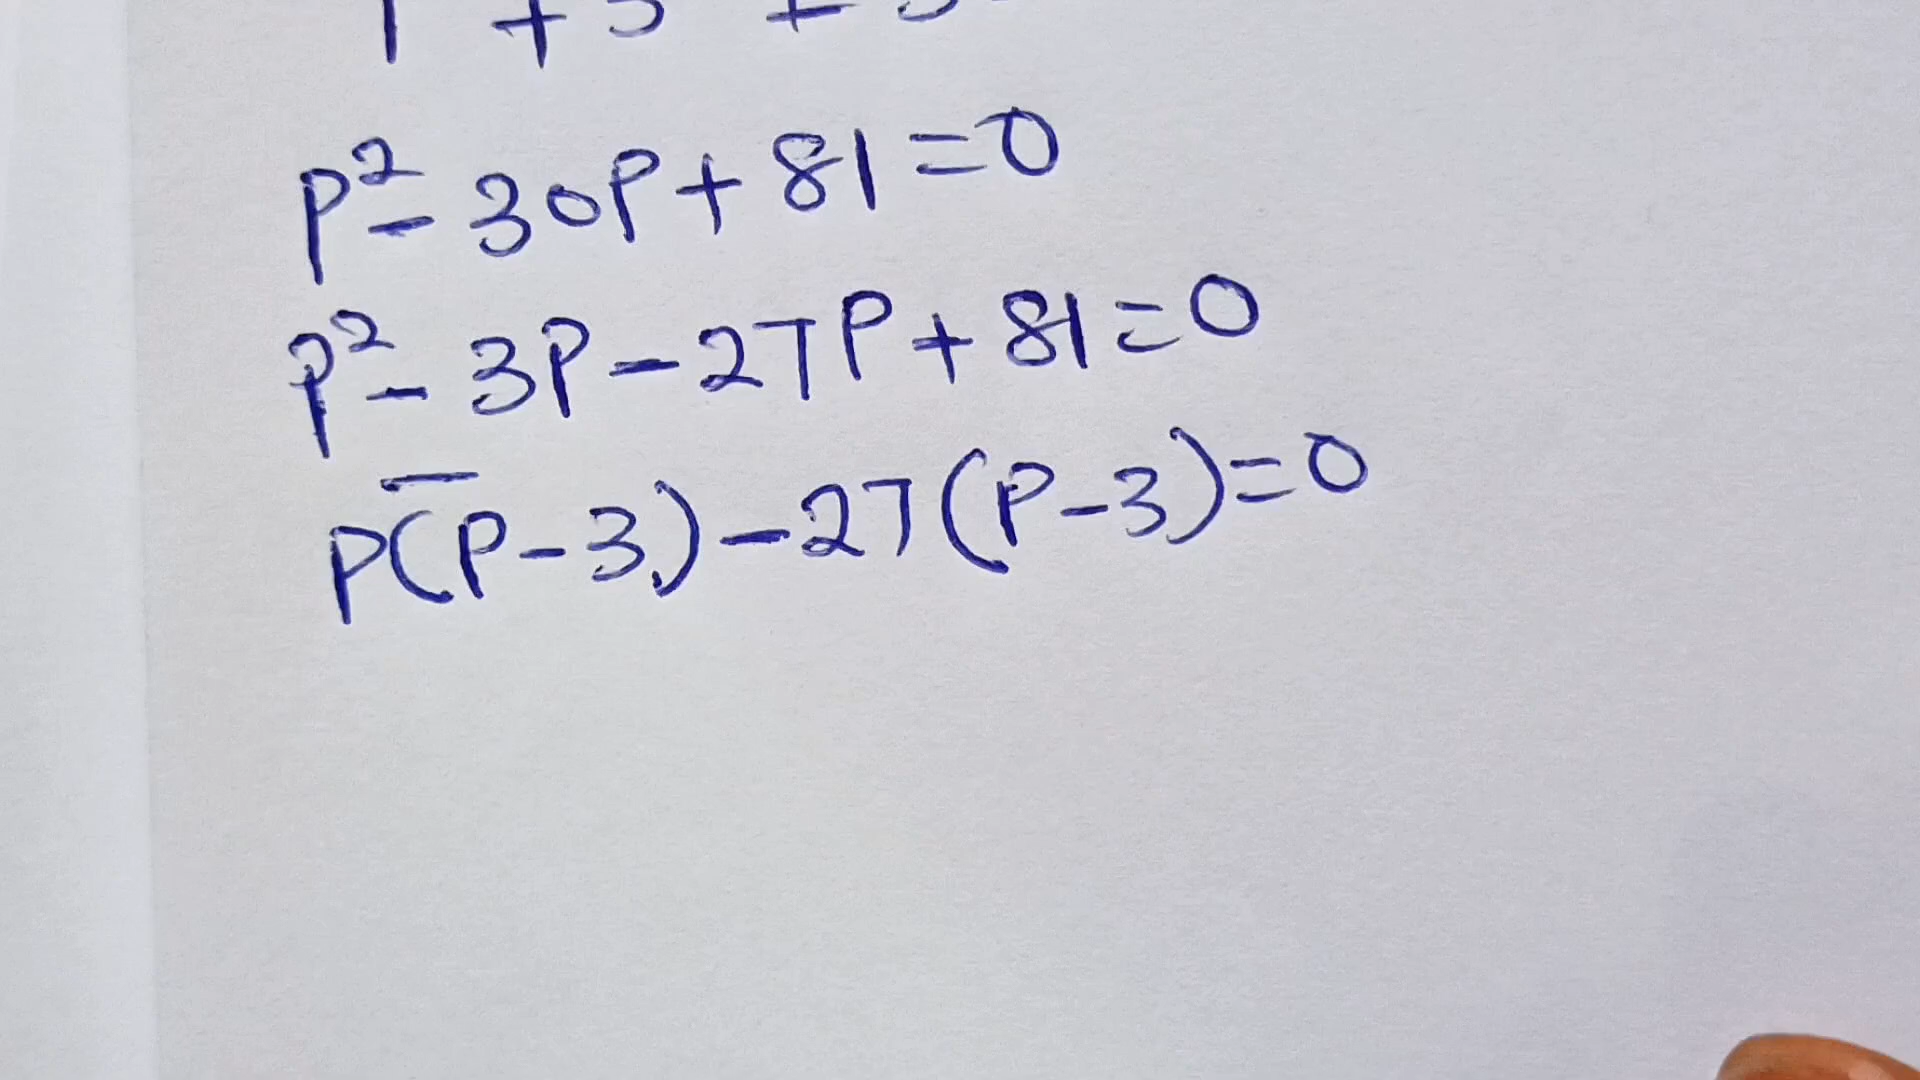 P² - 30P + 81 = 0
P² - 3P - 27P + 81 = 0
P(P - 3) - 27(P - 3) = 0